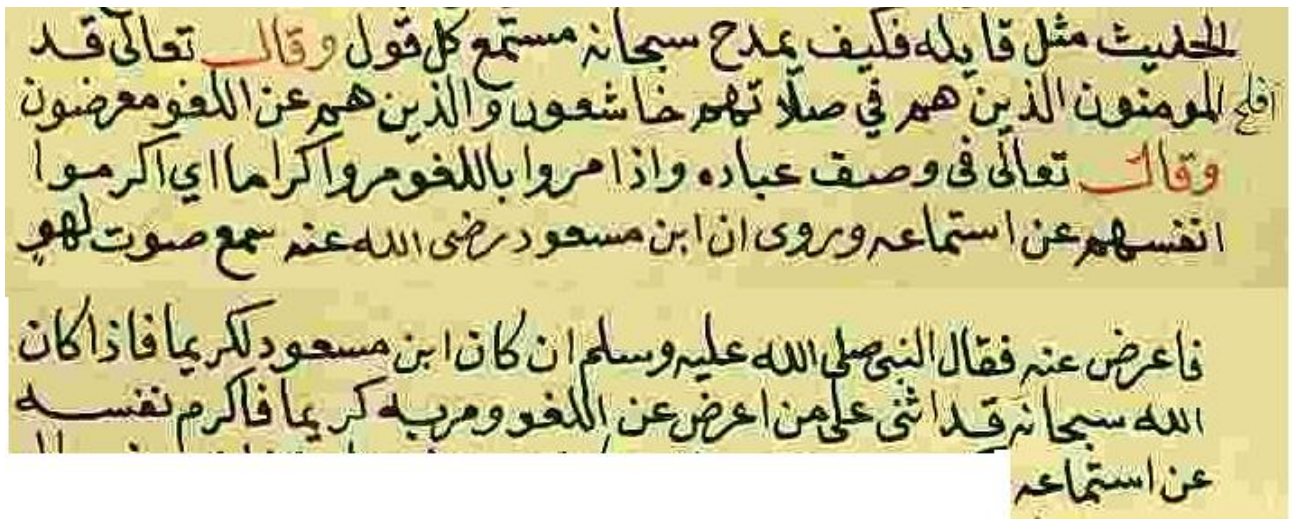 الحديث مثل قايله فكيف يمدح سبحانه مستمع كل قول وقال تعالى قد
افلح المومنون الذين هم في صلاتهم خاشعون والذين هم عن اللغو معرضون
وقال تعالى فى وصف عباده واذا مروا باللغو مروا كراما اي اكرموا
انفسهم عن استماعه وروى ان ابن مسعود رضى الله عنه سمع صوت لهو
فاعرض عنه فقال النبي صلى الله عليه وسلم ان كان ابن مسعود لكريما فاذا كان
الله سبحانه قد اثنى على من اعرض عن اللغو ومر به كريما فاكرم نفسه
عن استماعه